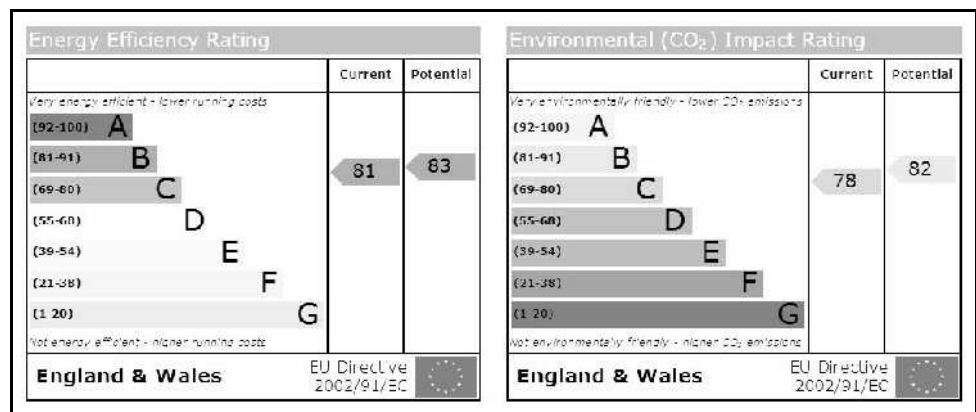 Energy Efficiency Rating
Current Potential
Very energy efficient - lower running costs
(92-100) A
(81-91) B
(69-80) C
(55-68) D
(39-54) E
(21-38) F
(1-20) G
81
83
Not energy efficient - higher running costs
England & Wales
EU Directive
2002/91/EC
Environmental (CO₂) Impact Rating
Current Potential
Very environmentally friendly - lower CO₂ emissions
(92-100) A
(81-91) B
(69-80) C
(55-68) D
(39-54) E
(21-38) F
(1-20) G
78
82
Not environmentally friendly - higher CO₂ emissions
England & Wales
EU Directive
2002/91/EC